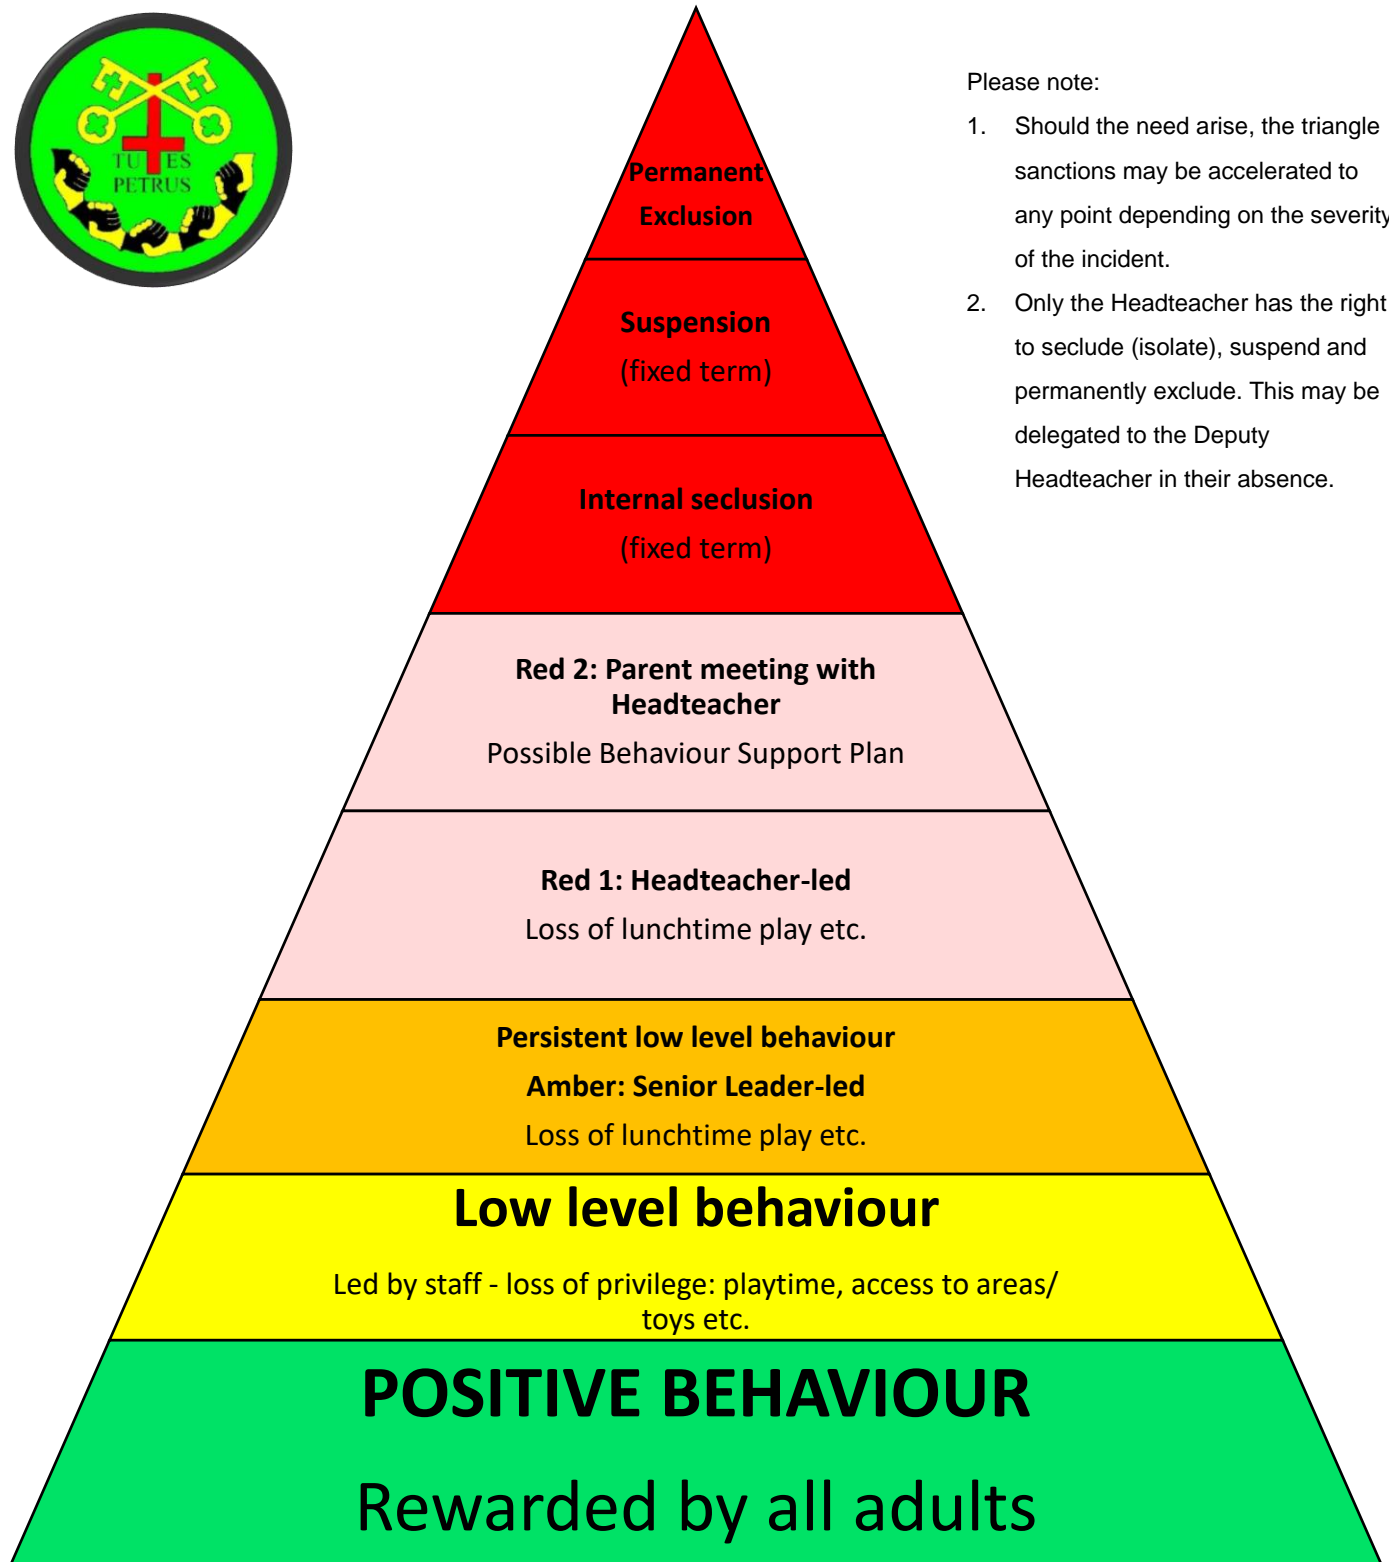 TU ES
PETRUS
Please note:
1. Should the need arise, the triangle
sanctions may be accelerated to
any point depending on the severity
of the incident.
2. Only the Headteacher has the right
to seclude (isolate), suspend and
permanently exclude. This may be
delegated to the Deputy
Headteacher in their absence.
Permanent
Exclusion
Suspension
(fixed term)
Internal seclusion
(fixed term)
Red 2: Parent meeting with
Headteacher
Possible Behaviour Support Plan
Red 1: Headteacher-led
Loss of lunchtime play etc.
Persistent low level behaviour
Amber: Senior Leader-led
Loss of lunchtime play etc.
Low level behaviour
Led by staff - loss of privilege: playtime, access to areas/
toys etc.
POSITIVE BEHAVIOUR
Rewarded by all adults